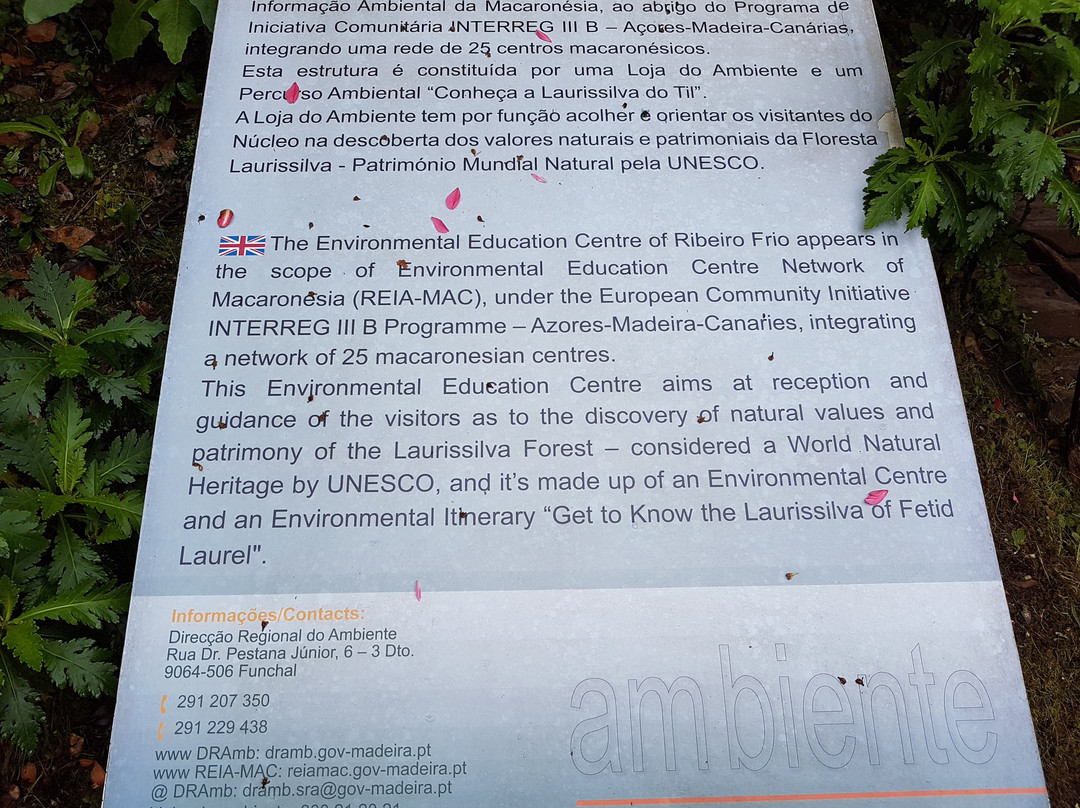 Informação Ambiental da Macaronésia, ao abrigo do Programa de
Iniciativa Comunitária INTERREG III B – Açores-Madeira-Canárias,
integrando uma rede de 25 centros macaronésicos.
Esta estrutura é constituída por uma Loja do Ambiente e um
Percurso Ambiental “Conheça a Laurissilva do Til”.
A Loja do Ambiente tem por função acolher e orientar os visitantes do
Núcleo na descoberta dos valores naturais e patrimoniais da Floresta
Laurissilva - Património Mundial Natural pela UNESCO.
The Environmental Education Centre of Ribeiro Frio appears in
the scope of Environmental Education Centre Network of
Macaronesia (REIA-MAC), under the European Community Initiative
INTERREG III B Programme – Azores-Madeira-Canaries, integrating
a network of 25 macaronesian centres.
This Environmental Education Centre aims at reception and
guidance of the visitors as to the discovery of natural values and
patrimony of the Laurissilva Forest – considered a World Natural
Heritage by UNESCO, and it’s made up of an Environmental Centre
and an Environmental Itinerary “Get to Know the Laurissilva of Fetid
Laurel".
Informações/Contacts:
Direcção Regional do Ambiente
Rua Dr. Pestana Júnior, 6 – 3 Dto.
9064-506 Funchal
291 207 350
291 229 438
www DRAmb: dramb.gov-madeira.pt
www REIA-MAC: reiamac.gov-madeira.pt
@ DRAmb: dramb.sra@gov-madeira.pt
ambiente